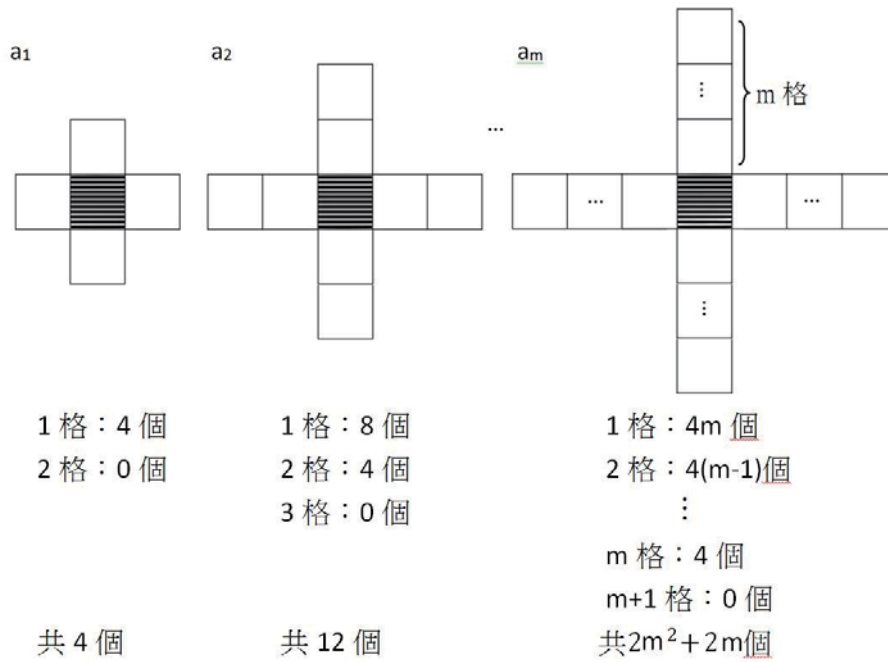 a₁
a₂
aₘ
⋮
m 格
…
…
…
⋮
1 格：4 個
2 格：0 個
共 4 個
1 格：8 個
2 格：4 個
3 格：0 個
共 12 個
1 格：4m 個
2 格：4(m-1)個
⋮
m 格：4 個
m+1 格：0 個
共2m²＋2m個